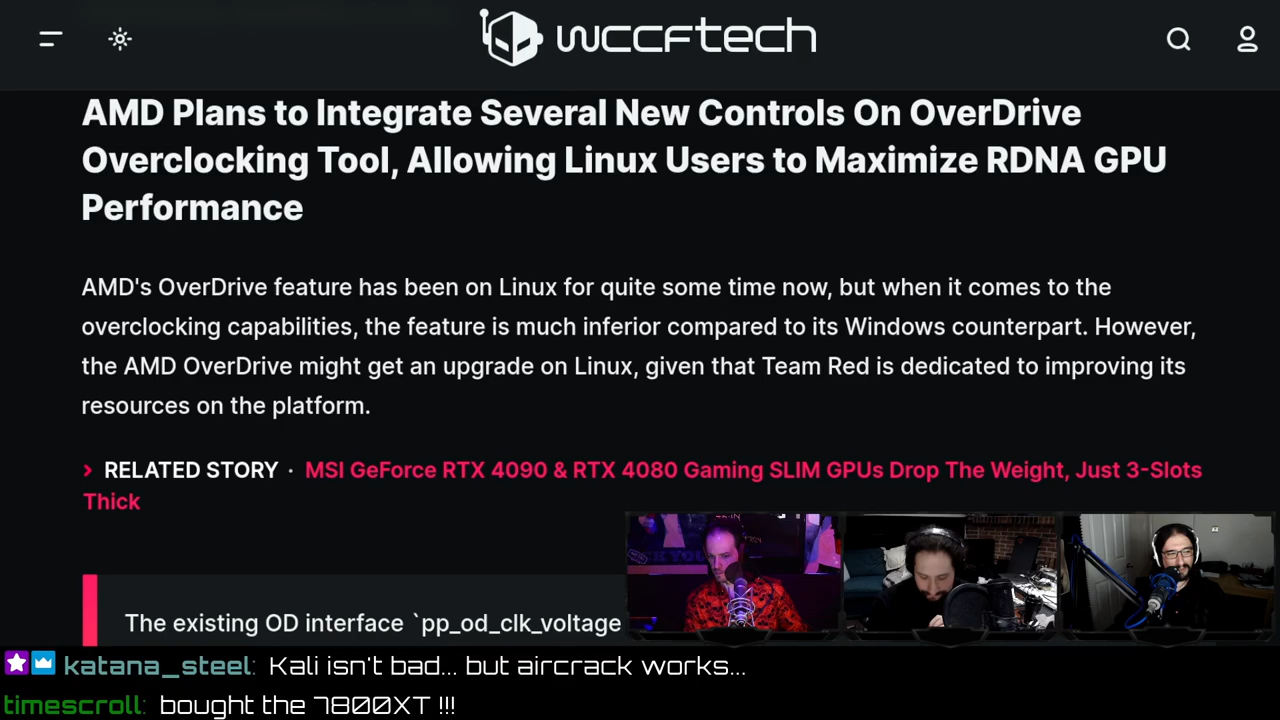 wccftech
AMD Plans to Integrate Several New Controls On OverDrive
Overclocking Tool, Allowing Linux Users to Maximize RDNA GPU
Performance
AMD's OverDrive feature has been on Linux for quite some time now, but when it comes to the
overclocking capabilities, the feature is much inferior compared to its Windows counterpart. However,
the AMD OverDrive might get an upgrade on Linux, given that Team Red is dedicated to improving its
resources on the platform.
RELATED STORY · MSI GeForce RTX 4090 & RTX 4080 Gaming SLIM GPUs Drop The Weight, Just 3-Slots
Thick
The existing OD interface `pp_od_clk_voltage
katana_steel: Kali isn't bad... but aircrack works...
timescroll: bought the 7800XT !!!